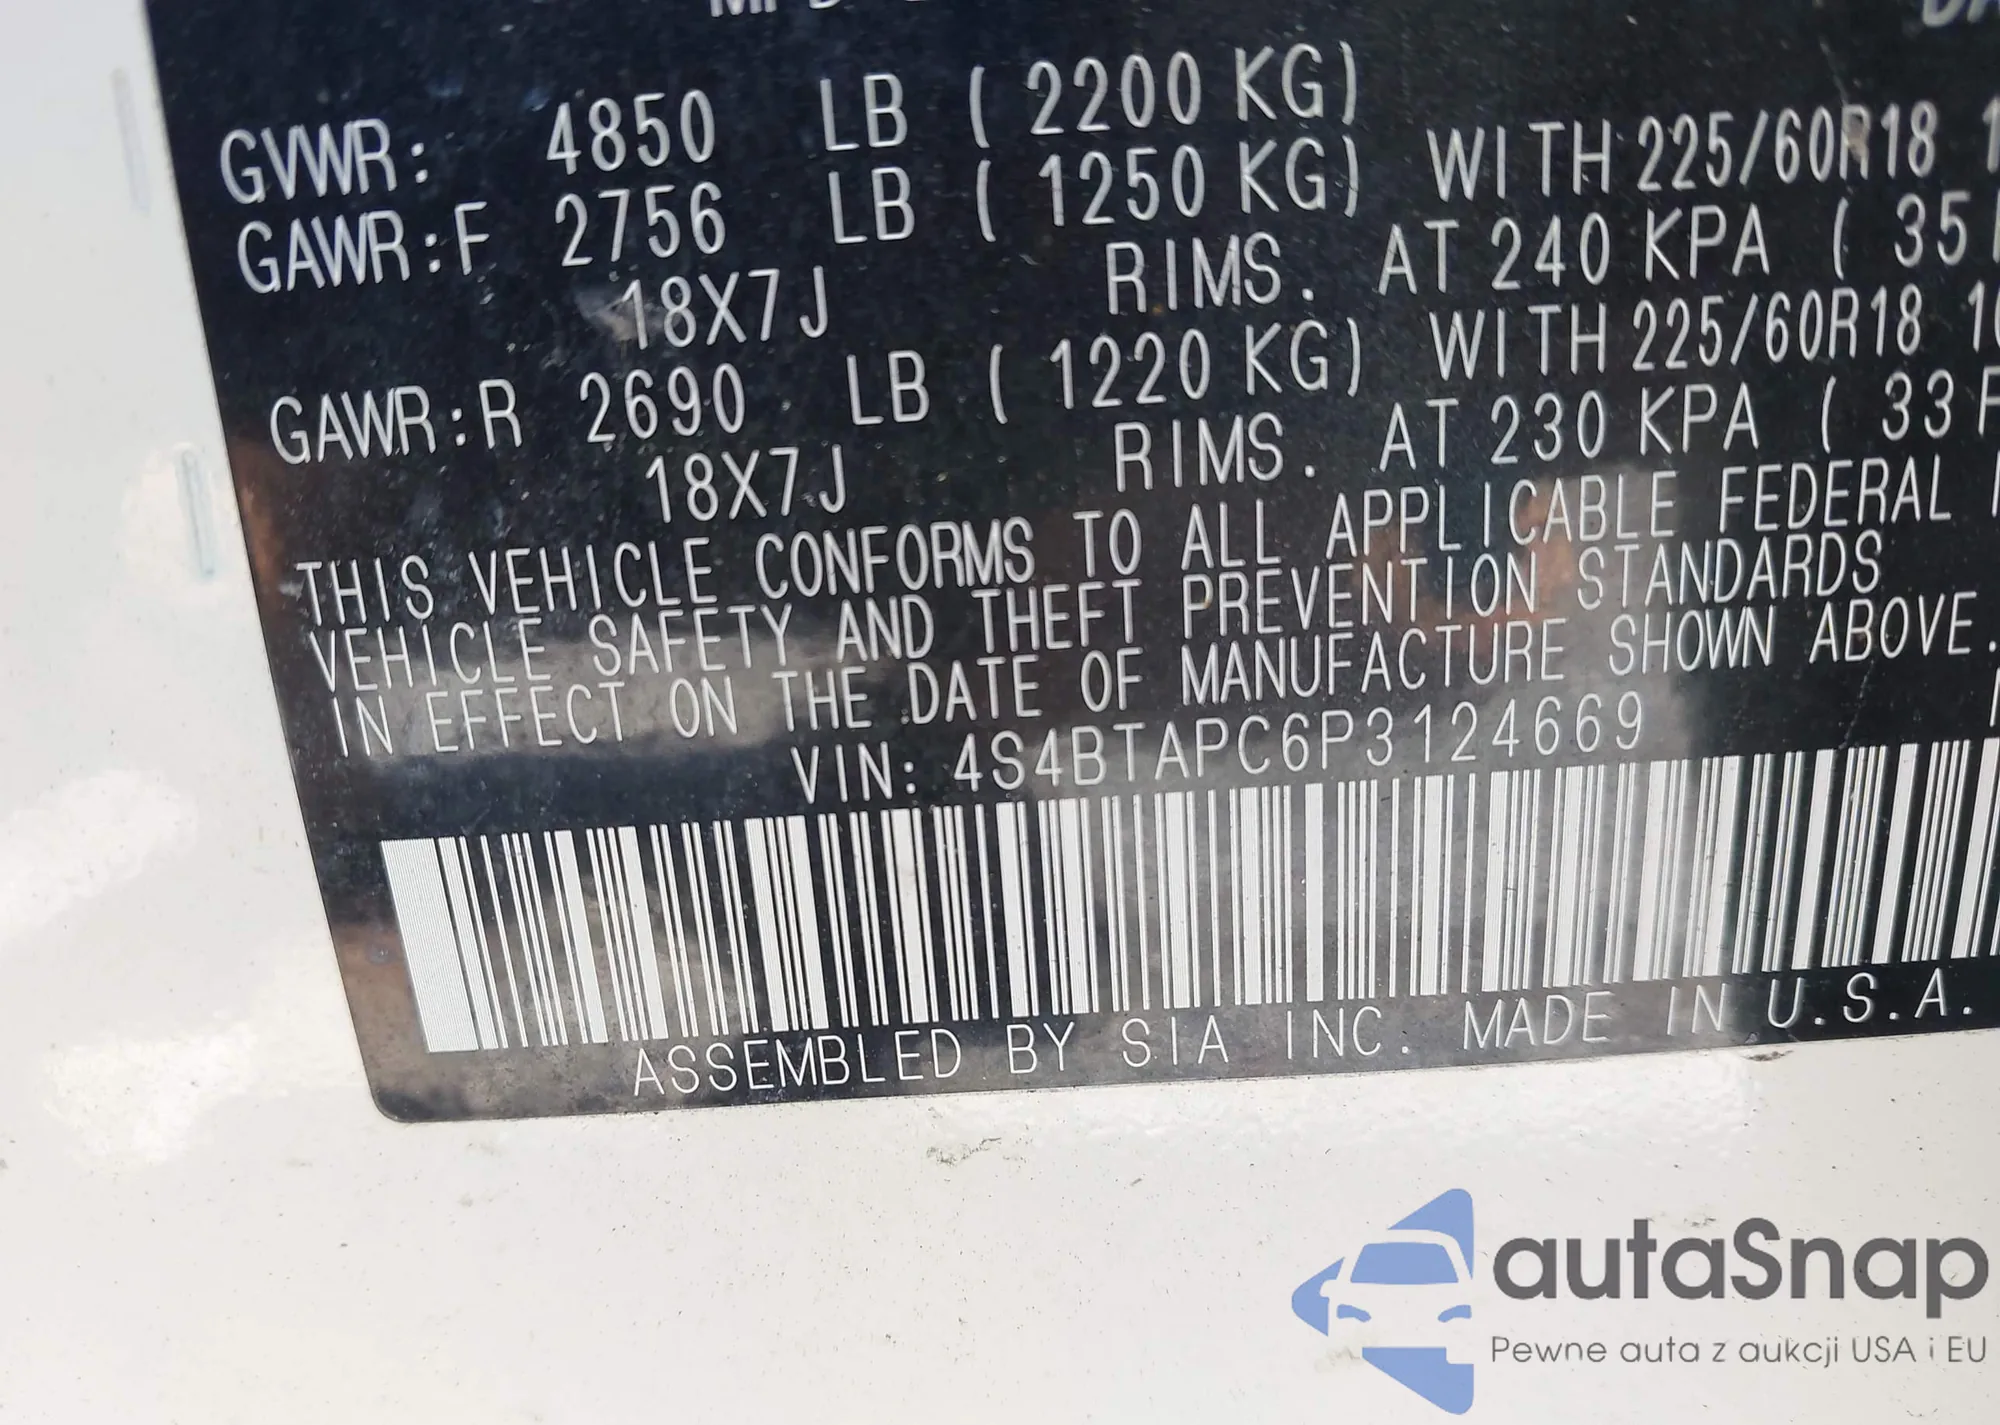 GVWR: 4850 LB ( 2200 KG)
GAWR:F 2756 LB ( 1250 KG) WITH 225/60R18
18X7J RIMS. AT 240 KPA ( 35
GAWR:R 2690 LB ( 1220 KG) WITH 225/60R18
18X7J RIMS. AT 230 KPA ( 33
THIS VEHICLE CONFORMS TO ALL APPLICABLE FEDERAL
VEHICLE SAFETY AND THEFT PREVENTION STANDARDS
IN EFFECT ON THE DATE OF MANUFACTURE SHOWN ABOVE.
VIN: 4S4BTAPC6P3124669
ASSEMBLED BY SIA INC. MADE IN U.S.A.
autaSnap
Pewne auta z aukcji USA i EU